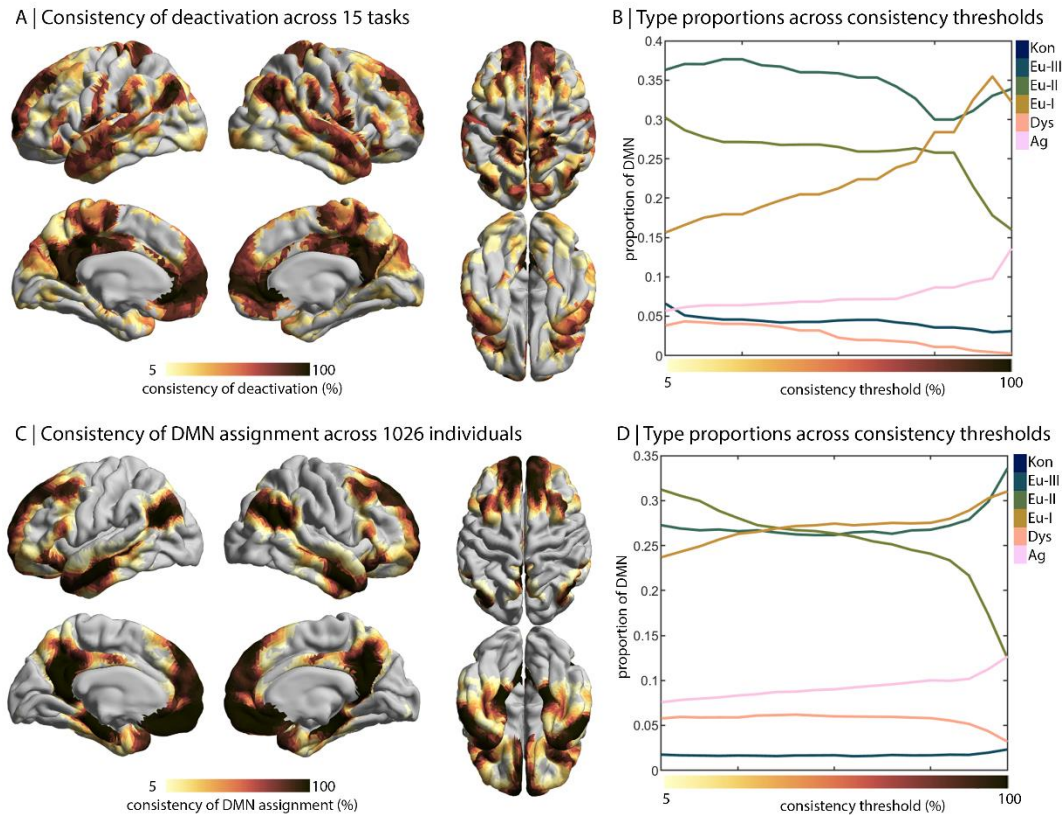 A | Consistency of deactivation across 15 tasks
5 100
consistency of deactivation (%)
B | Type proportions across consistency thresholds
proportion of DMN
0.4
0.35
0.3
0.25
0.2
0.15
0.1
0.05
0
5 100
consistency threshold (%)
Kon
Eu-III
Eu-II
Eu-I
Dys
Ag
C | Consistency of DMN assignment across 1026 individuals
5 100
consistency of DMN assignment (%)
D | Type proportions across consistency thresholds
proportion of DMN
0.35
0.3
0.25
0.2
0.15
0.1
0.05
0
5 100
consistency threshold (%)
Kon
Eu-III
Eu-II
Eu-I
Dys
Ag